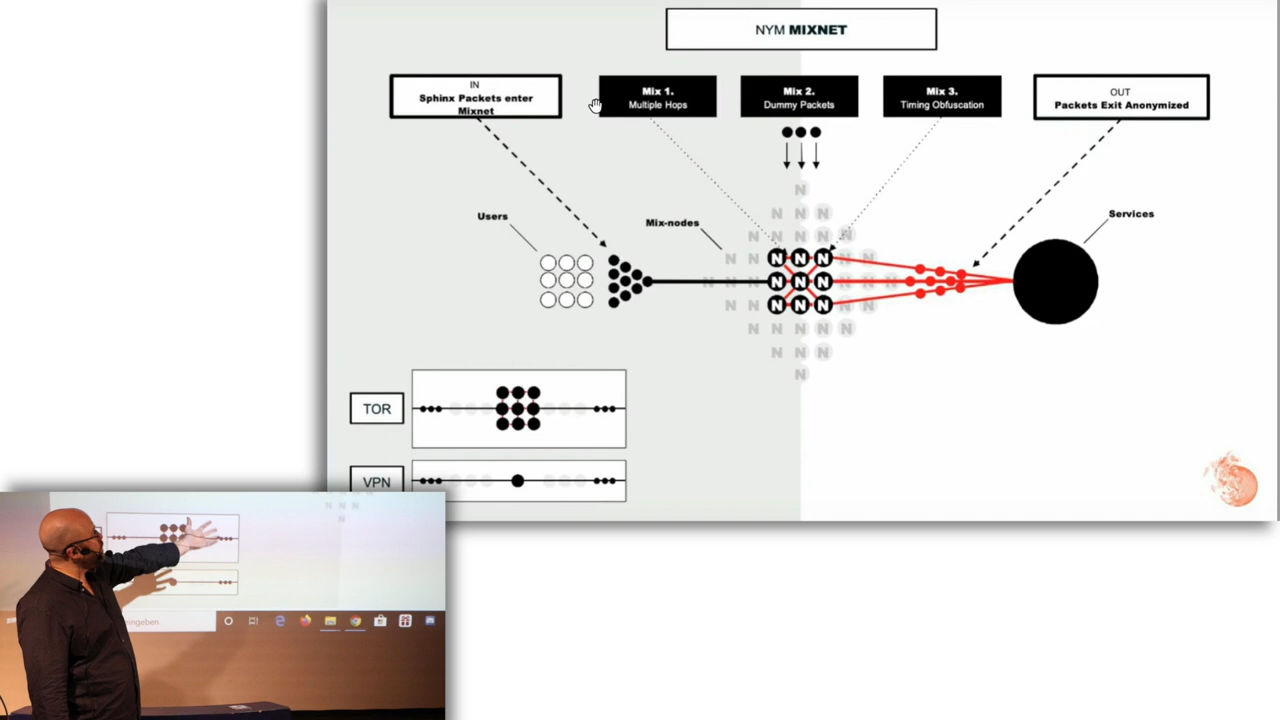 NYM MIXNET
IN
Sphinx Packets enter
Mixnet
Mix 1.
Multiple Hops
Mix 2.
Dummy Packets
Mix 3.
Timing Obfuscation
OUT
Packets Exit Anonymized
Users
Mix-nodes
Services
N
N N N
N N N N N
N N N N N N N
N N N N N N N N N
N N N N N N N
N N N N N
N N N
N
TOR
VPN
N N N
N
ingeben